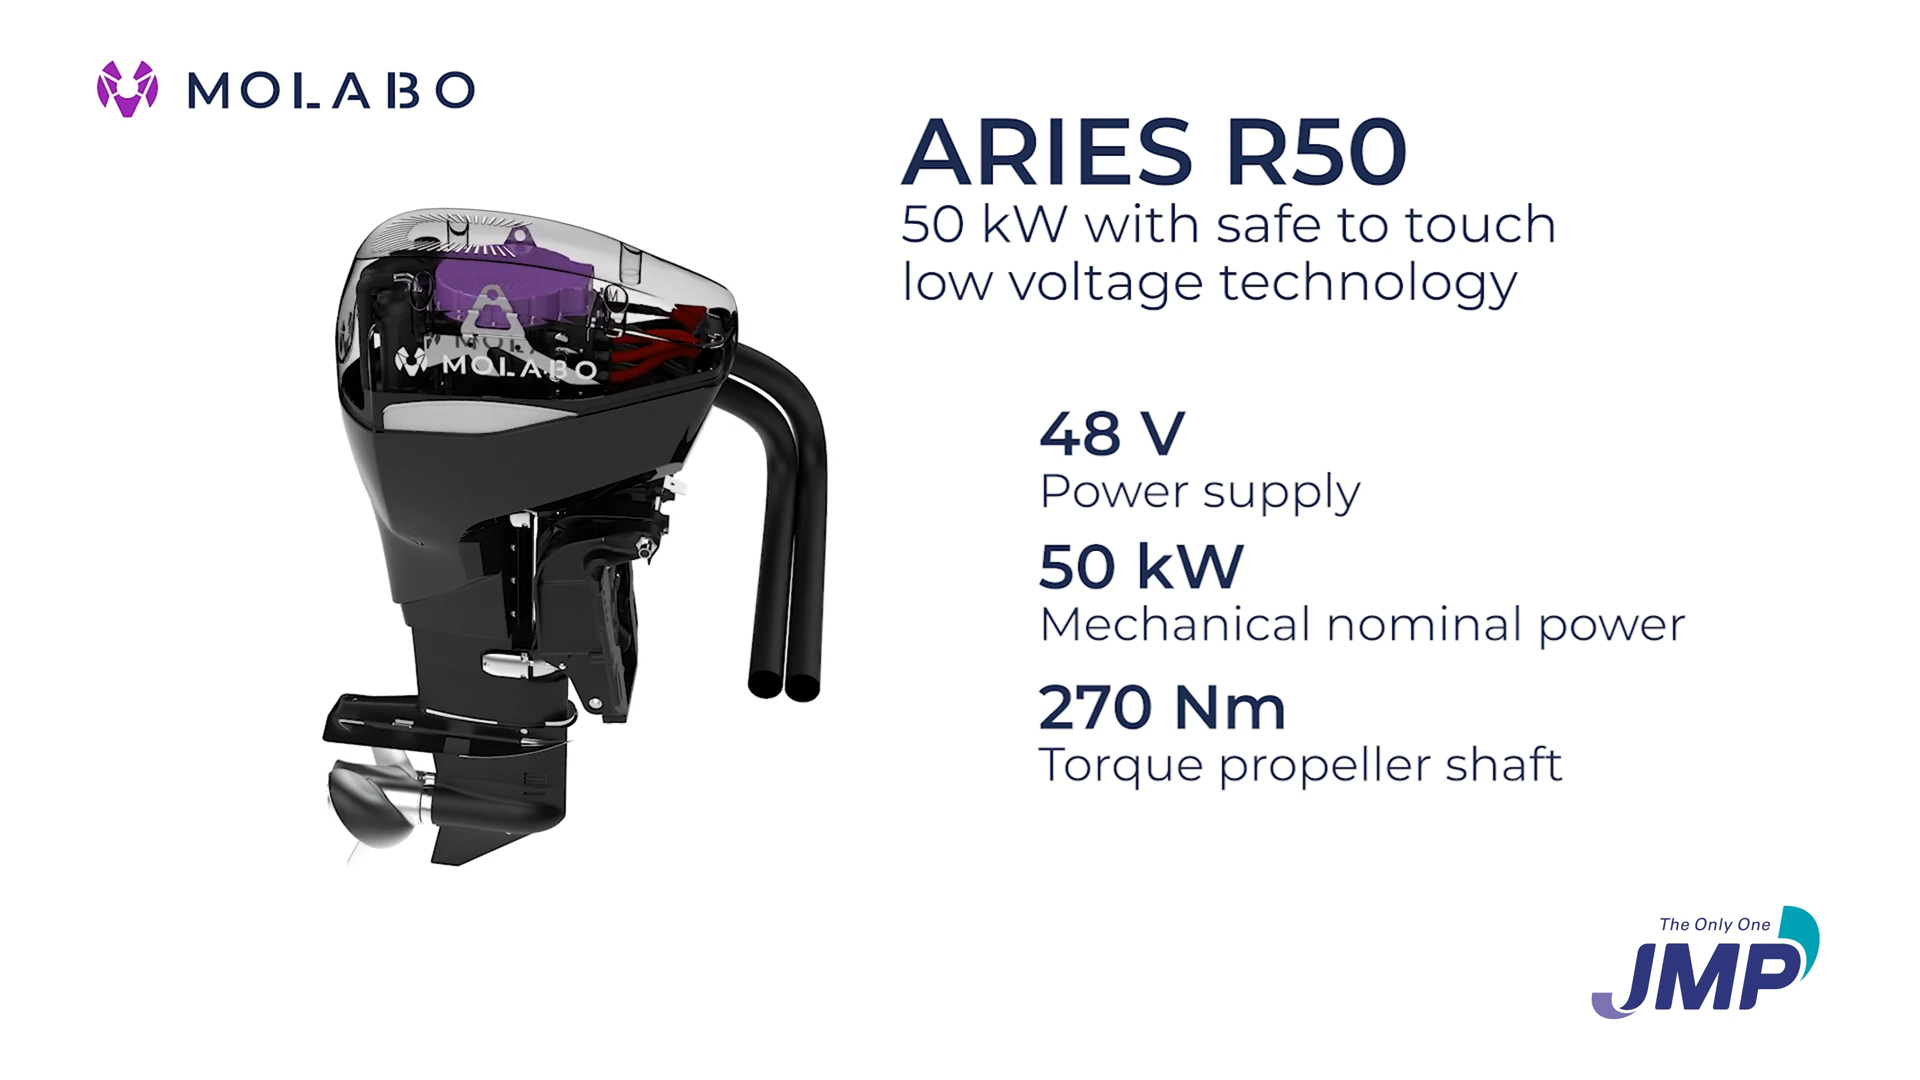 MOLABO
ARIES R50
50 kW with safe to touch
low voltage technology
MOLABO
48 V
Power supply
50 kW
Mechanical nominal power
270 Nm
Torque propeller shaft
The Only One
JMP